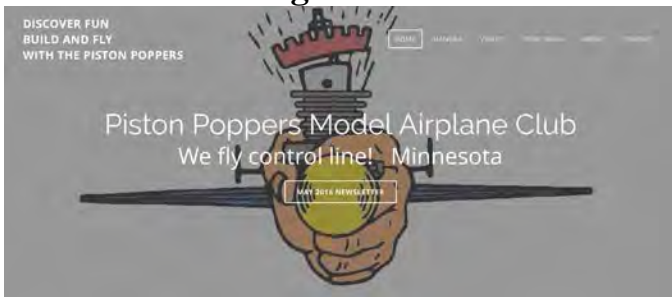 DISCOVER FUN
BUILD AND FLY
WITH THE PISTON POPPERS
HOME
Piston Poppers Model Airplane Club
We fly control line! Minnesota
MAY 2016 NEWSLETTER